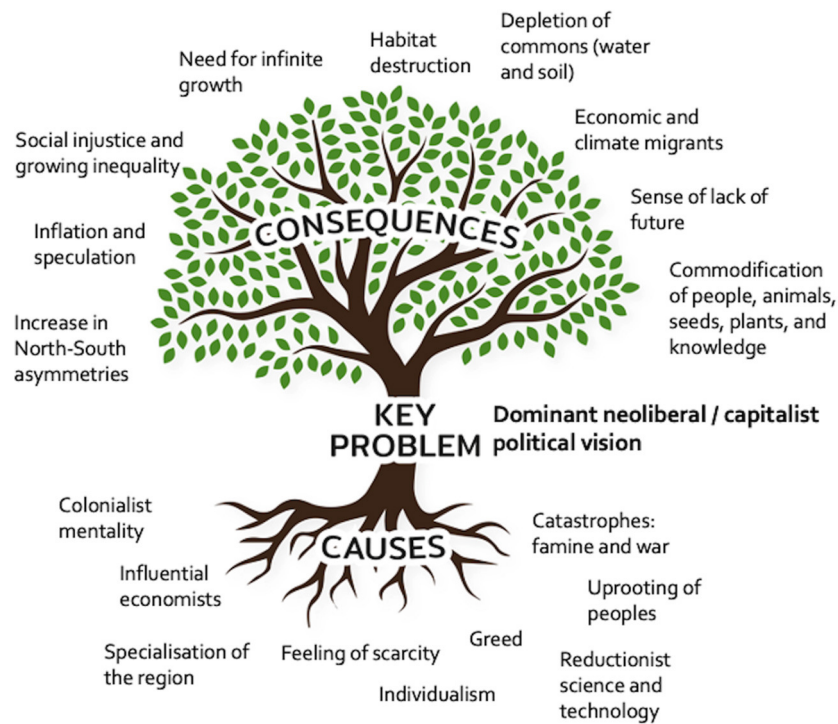 Depletion of
commons (water
and soil)
Habitat
destruction
Need for infinite
growth
Economic and
climate migrants
Social injustice and
growing inequality
Sense of lack of
future
CONSEQUENCES
Inflation and
speculation
Commodification
of people, animals,
seeds, plants, and
knowledge
Increase in
North-South
asymmetries
KEY
PROBLEM
Dominant neoliberal / capitalist
political vision
Colonialist
mentality
Catastrophes:
famine and war
CAUSES
Influential
economists
Uprooting of
peoples
Specialisation of
the region
Feeling of scarcity
Greed
Individualism
Reductionist
science and
technology